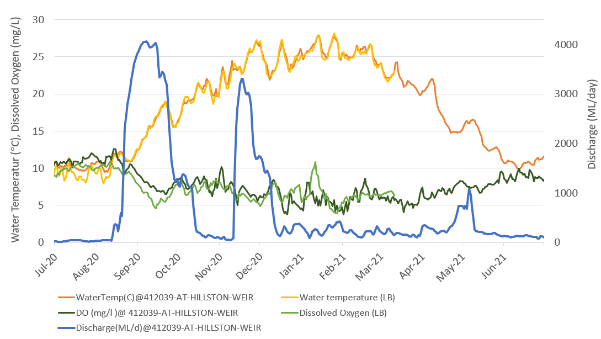 30
25
20
15
10
5
0
Water Temperatur (°C), Dissolved Oxygen (mg/L)
4000
3000
2000
1000
0
Discharge (ML/day)
Jul-20
Aug-20
Sep-20
Oct-20
Nov-20
Dec-20
Jan-21
Feb-21
Mar-21
Apr-21
May-21
Jun-21
WaterTemp(C)@412039-AT-HILLSTON-WEIR
Water temperature (LB)
DO (mg/l )@ 412039-AT-HILLSTON-WEIR
Dissolved Oxygen (LB)
Discharge(ML/d)@412039-AT-HILLSTON-WEIR